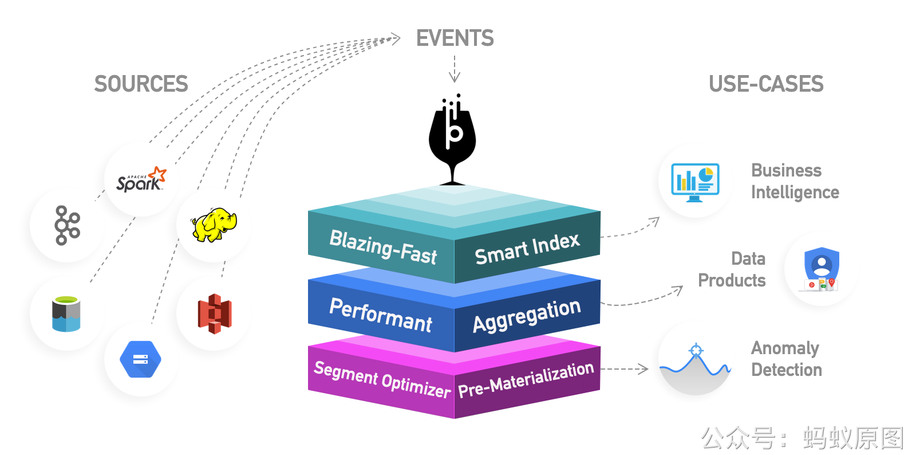 EVENTS
SOURCES
USE-CASES
APACHE
Spark
Business
Intelligence
Blazing-Fast
Smart Index
Data
Products
Performant
Aggregation
Anomaly
Detection
Segment Optimizer
Pre-Materialization
公众号：蚂蚁原图